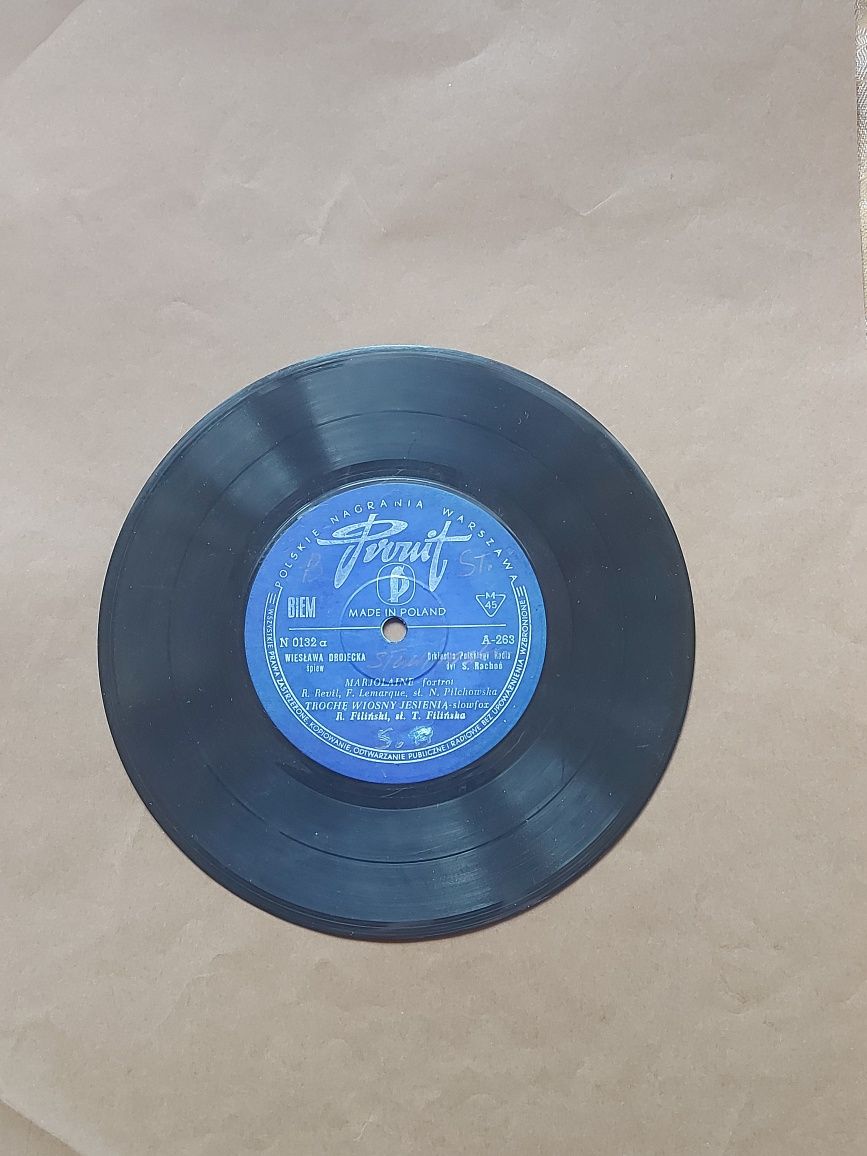 POLSKIE NAGRANIA WARSZAWA
Pronit
P
ST.
BIEM
MADE IN POLAND
M
45
N 0132 a
A-263
WIESŁAWA DROJECKA
śpiew
Orkiestra Polskiego Radia
S. Rachoń
MARJOLAINE-foxtrot
R. Revil, F. Lemarque, sł. N. Pilchowska
TROCHĘ WIOSNY JESIENIĄ-slowfox
R. Filiński, sł. T. Filińska
WSZYSTKIE PRAWA ZASTRZEŻONE, KOPIOWANIE, ODTWARZANIE PUBLICZNE I RADIOWE BEZ UPOWAŻNIENIA WZBRONIONE